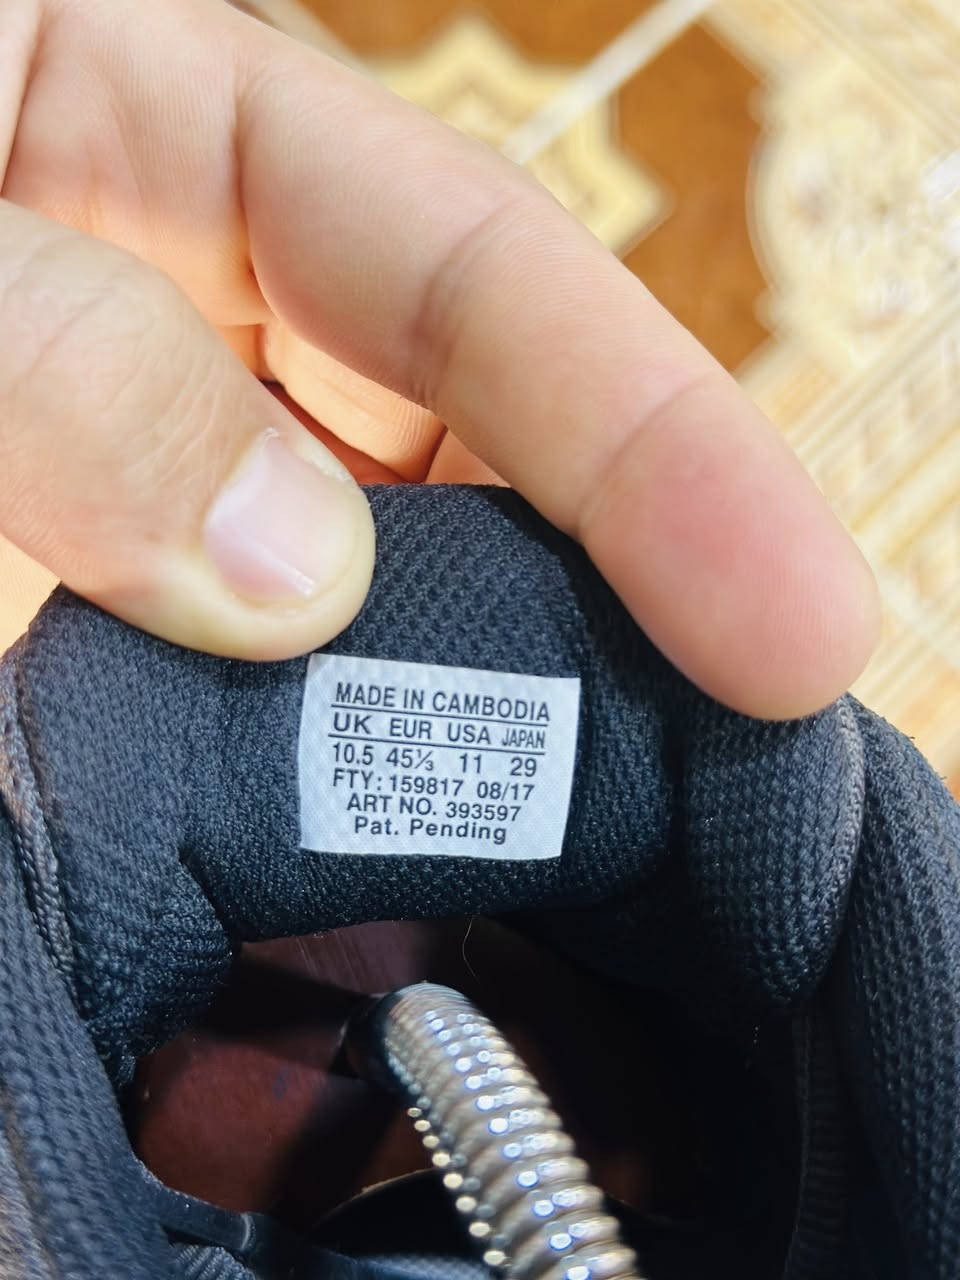 MADE IN CAMBODIA
UK EUR USA JAPAN
10.5 45⅓ 11 29
FTY: 159817 08/17
ART NO. 393597
Pat. Pending